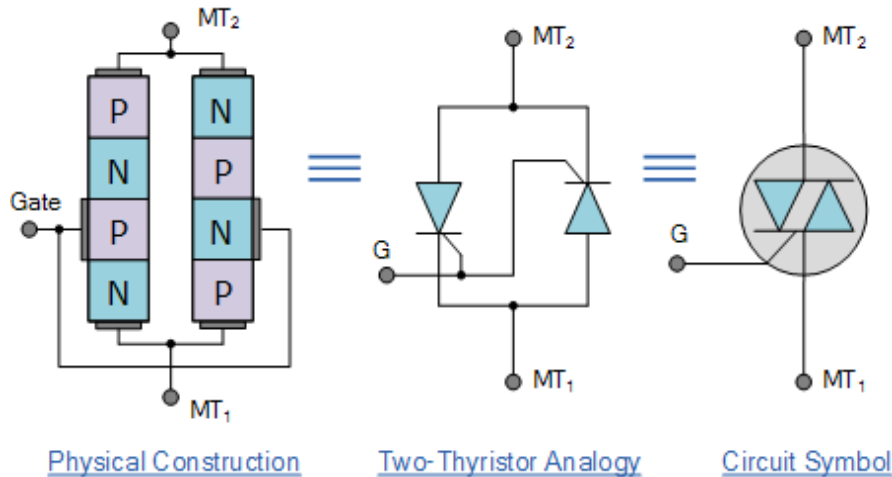 MT₂ MT₂ MT₂
P N
N P
Gate P N G G
N P
MT₁ MT₁ MT₁
Physical Construction Two-Thyristor Analogy Circuit Symbol